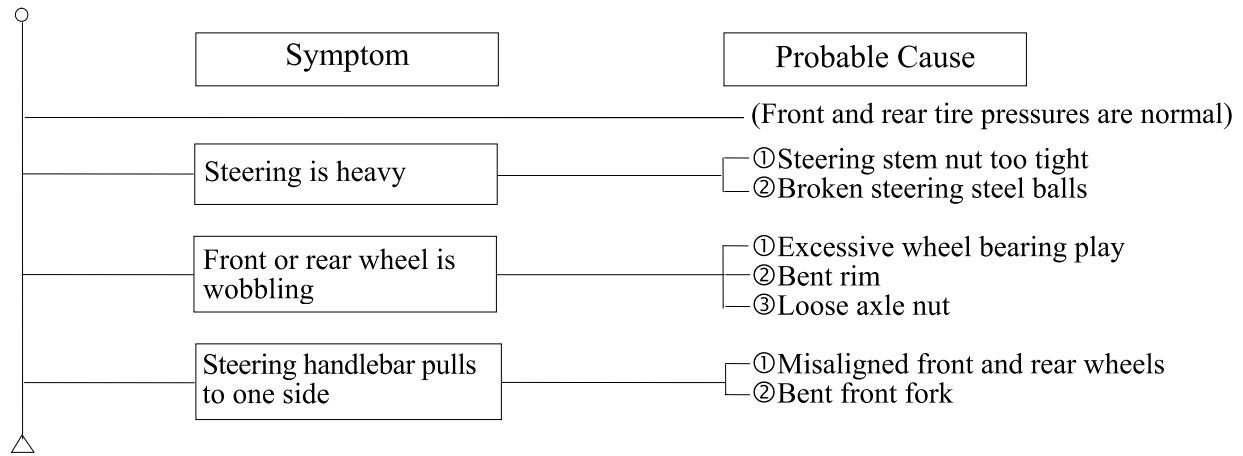 Symptom
Probable Cause
(Front and rear tire pressures are normal)
Steering is heavy
①Steering stem nut too tight
②Broken steering steel balls
Front or rear wheel is
wobbling
①Excessive wheel bearing play
②Bent rim
③Loose axle nut
Steering handlebar pulls
to one side
①Misaligned front and rear wheels
②Bent front fork